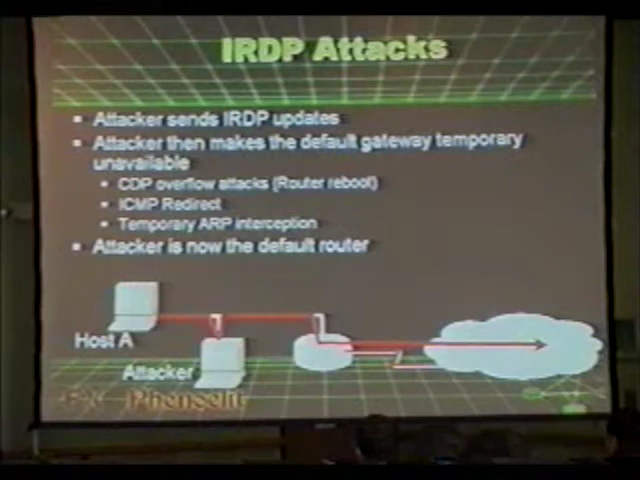 IRDP Attacks
Attacker sends IRDP updates
Attacker then makes the default gateway temporary
unavailable
CDP overflow attacks (Router reboot)
ICMP Redirect
Temporary ARP interception
Attacker is now the default router
Host A
Attacker
FX Phenoelit